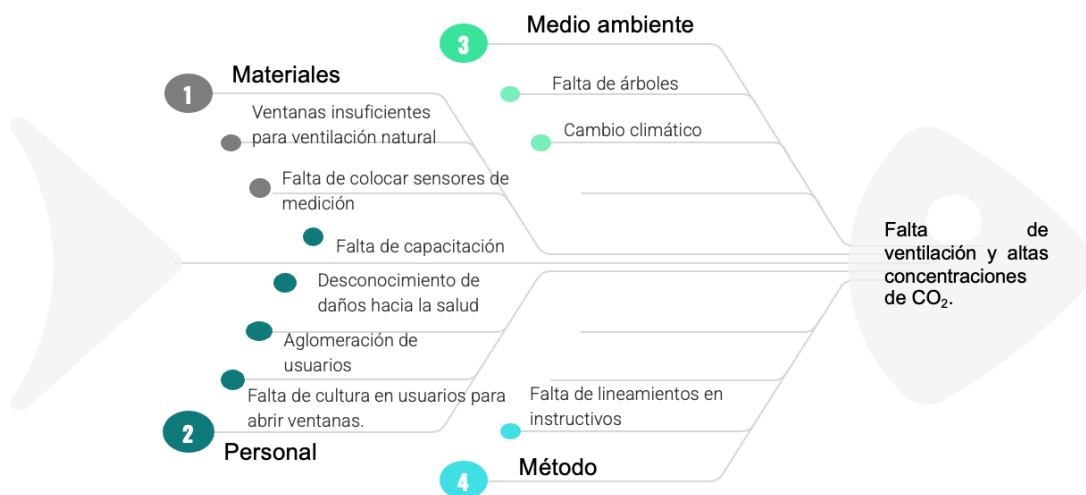 3
Medio ambiente
1
Materiales
Falta de árboles
Ventanas insuficientes
para ventilación natural
Cambio climático
Falta de colocar sensores de
medición
Falta de capacitación
Falta de
ventilación y altas
concentraciones
de CO₂.
Desconocimiento de
daños hacia la salud
Aglomeración de
usuarios
Falta de cultura en usuarios para
abrir ventanas.
Falta de lineamientos en
instructivos
2
Personal
4
Método